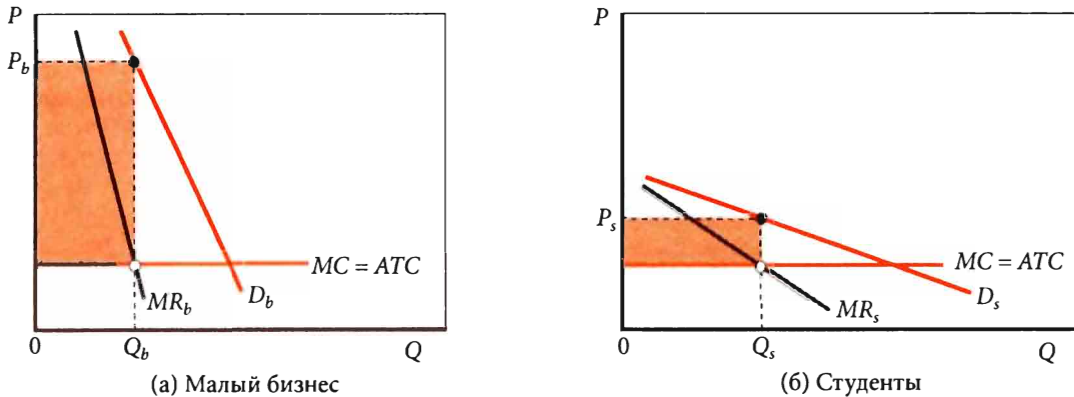 P
P_b
MC = ATC
MR_b
D_b
0
Q_b
Q
(а) Малый бизнес
P
P_s
MC = ATC
D_s
MR_s
0
Q_s
Q
(б) Студенты